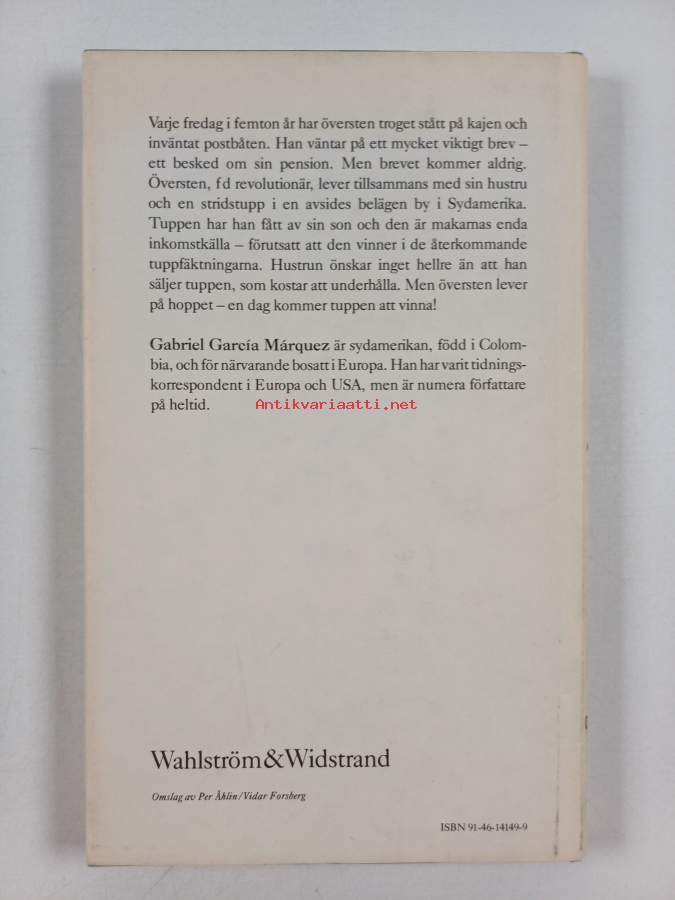 Varje fredag i femton år har översten troget stått på kajen och
inväntat postbåten. Han väntar på ett mycket viktigt brev –
ett besked om sin pension. Men brevet kommer aldrig.
Översten, f d revolutionär, lever tillsammans med sin hustru
och en stridstupp i en avsides belägen by i Sydamerika.
Tuppen har han fått av sin son och den är makarnas enda
inkomstkälla – förutsatt att den vinner i de återkommande
tuppfäktningarna. Hustrun önskar inget hellre än att han
säljer tuppen, som kostar att underhålla. Men översten lever
på hoppet – en dag kommer tuppen att vinna!
Gabriel García Márquez är sydamerikan, född i Colom-
bia, och för närvarande bosatt i Europa. Han har varit tidnings-
korrespondent i Europa och USA, men är numera författare
på heltid.
Antikvariaatti.net
Wahlström&Widstrand
Omslag av Per Åhlin/Vidar Forsberg
ISBN 91-46-14149-9